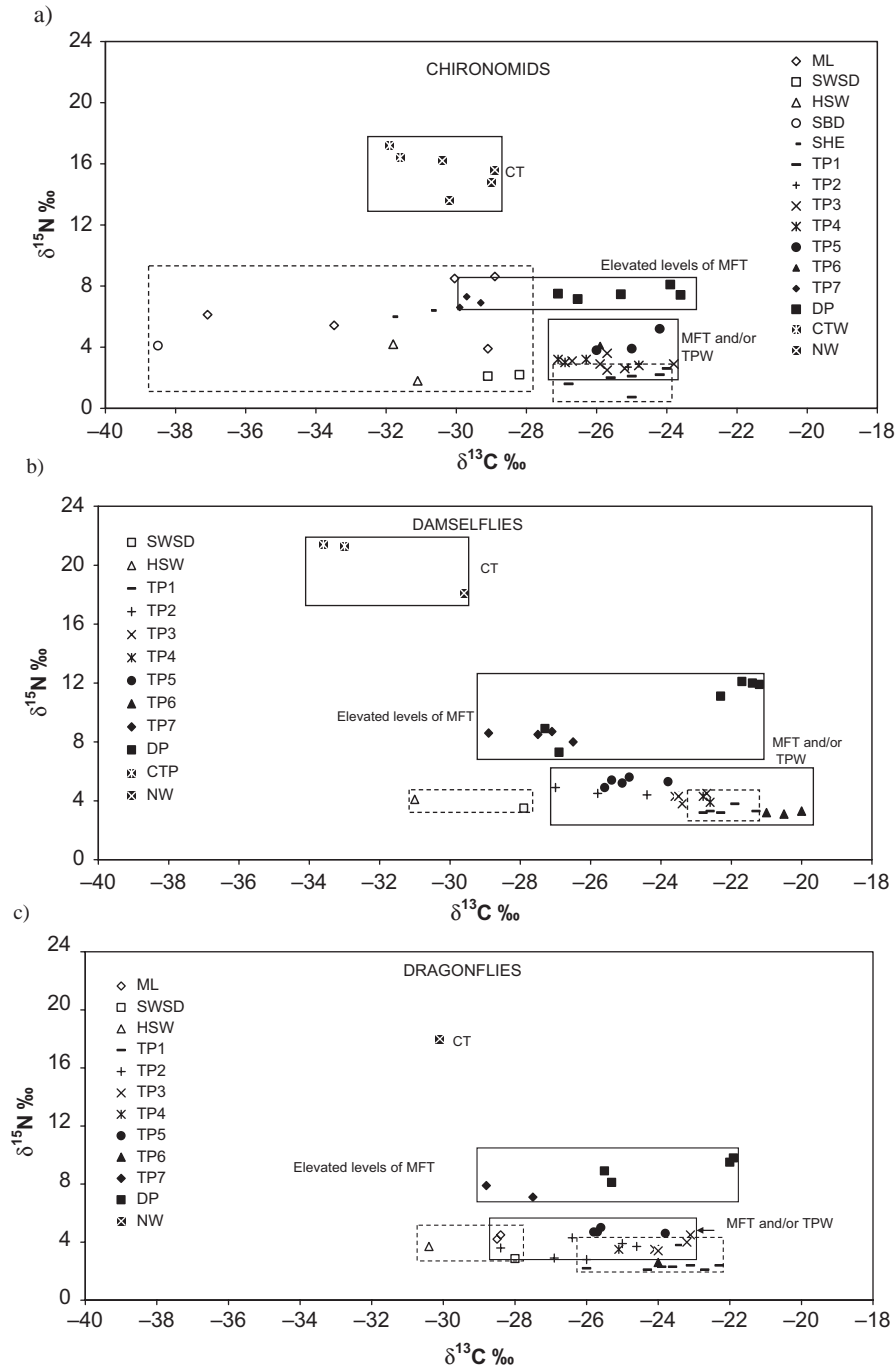 a)
CHIRONOMIDS
24
20
16
12
8
4
0
δ15N ‰
CT
Elevated levels of MFT
MFT and/or
TPW
ML
SWSD
HSW
SBD
SHE
TP1
TP2
TP3
TP4
TP5
TP6
TP7
DP
CTW
NW
–40 –38 –36 –34 –32 –30 –28 –26 –24 –22 –20 –18
δ13C ‰
b)
DAMSELFLIES
24
20
16
12
8
4
0
δ15N ‰
SWSD
HSW
TP1
TP2
TP3
TP4
TP5
TP6
TP7
DP
CTP
NW
CT
Elevated levels of MFT
MFT and/or
TPW
–40 –38 –36 –34 –32 –30 –28 –26 –24 –22 –20 –18
δ13C ‰
c)
DRAGONFLIES
24
20
16
12
8
4
0
δ15N ‰
ML
SWSD
HSW
TP1
TP2
TP3
TP4
TP5
TP6
TP7
DP
NW
CT
Elevated levels of MFT
MFT and/or TPW
–40 –38 –36 –34 –32 –30 –28 –26 –24 –22 –20 –18
δ13C ‰